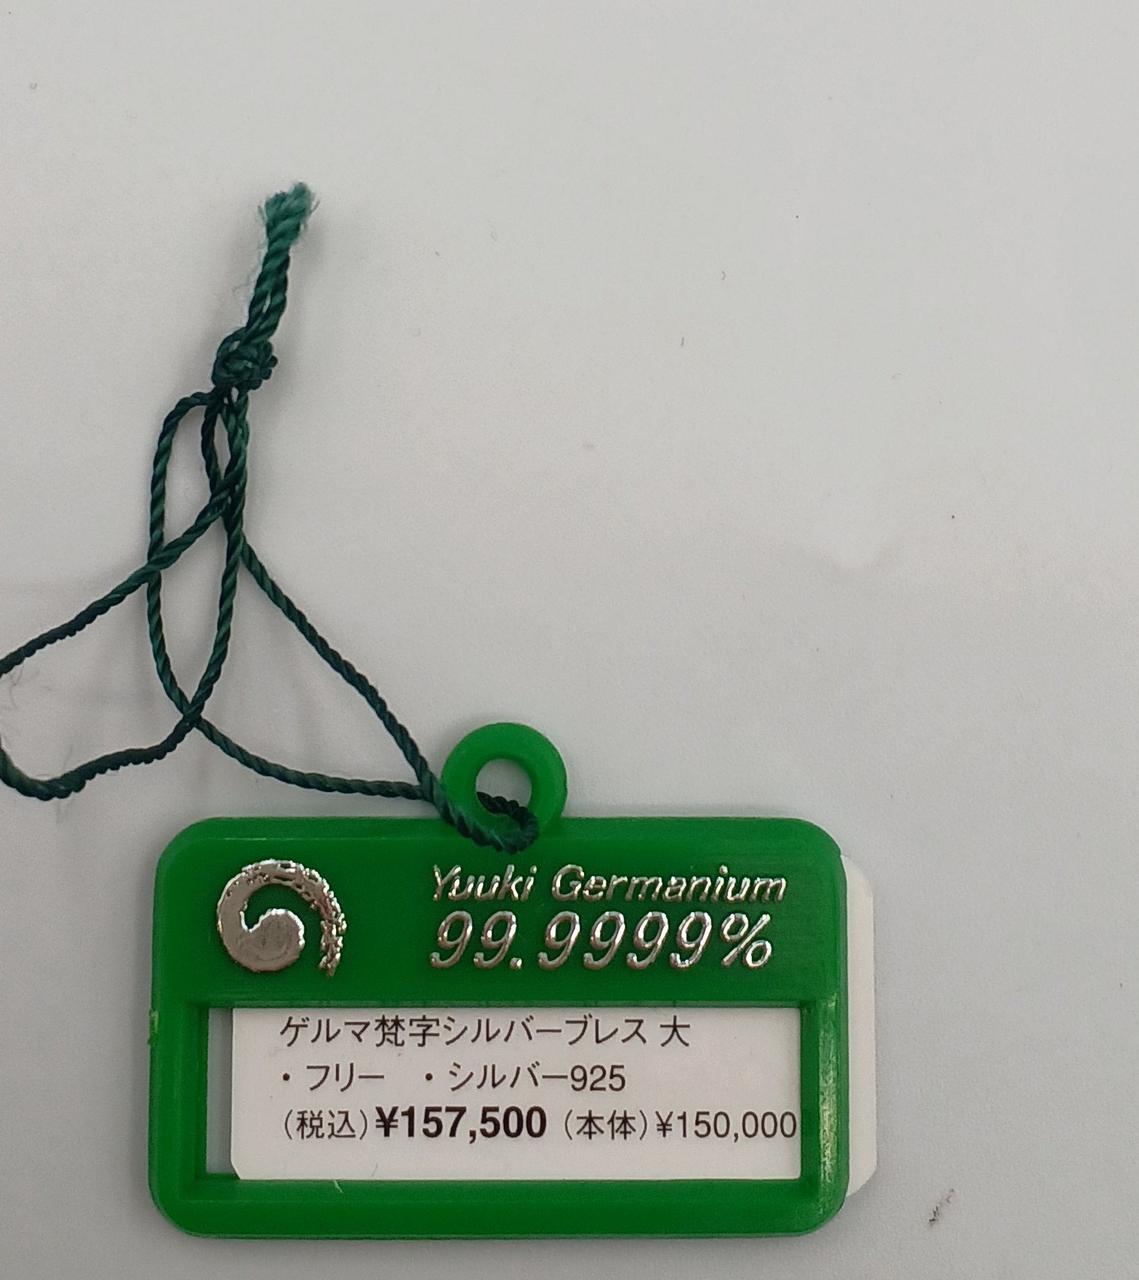 Yuuki Germanium
99.9999%
ゲルマ梵字シルバーブレス 大
・フリー　・シルバー925
(税込)¥157,500 (本体)¥150,000